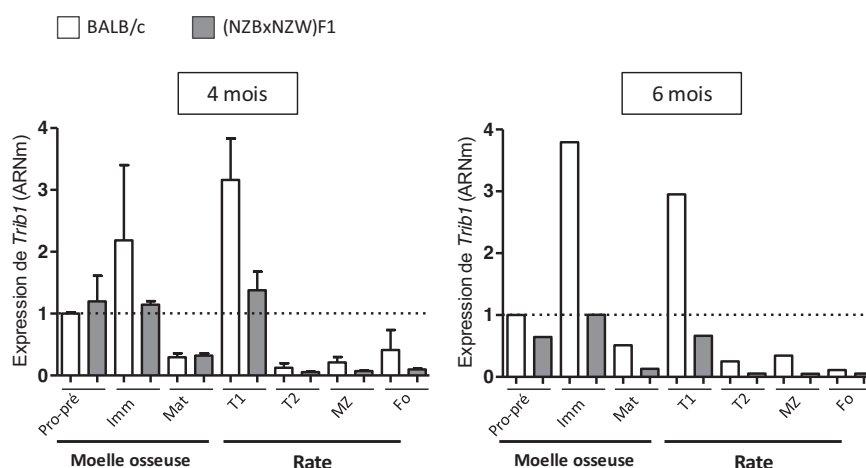 BALB/c (NZBxNZW)F1
4 mois
Expression de Trib1 (ARNm)
4
3
2
1
0
Pro-pré Imm Mat T1 T2 MZ Fo
Moelle osseuse Rate
6 mois
Expression de Trib1 (ARNm)
4
3
2
1
0
Pro-pré Imm Mat T1 T2 MZ Fo
Moelle osseuse Rate